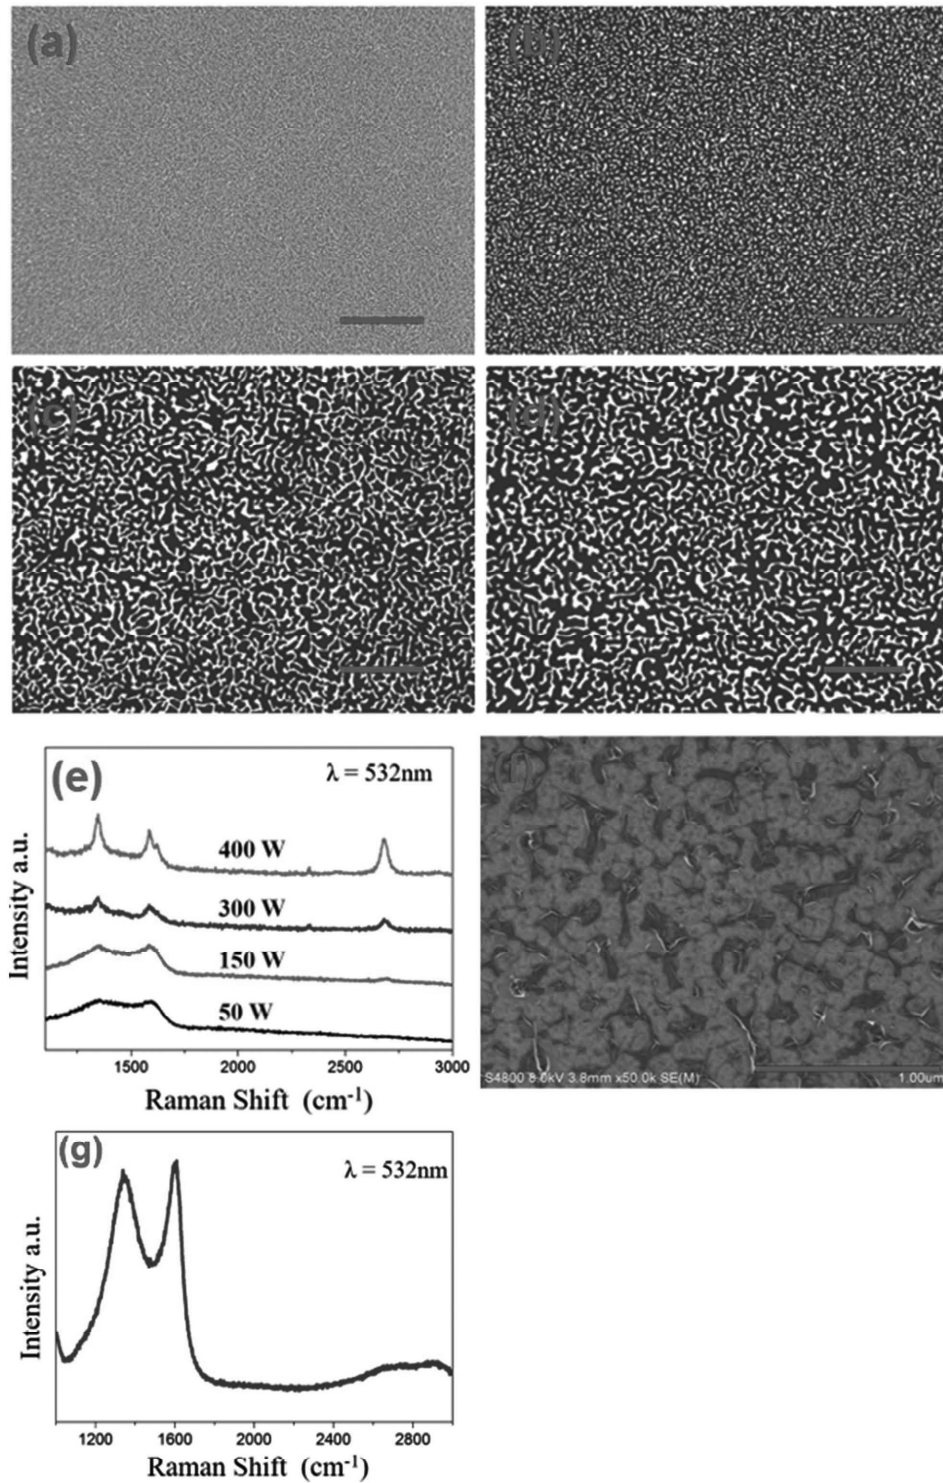 (a)
(b)
(c)
(d)
(e)
λ = 532nm
400 W
300 W
150 W
50 W
Intensity a.u.
1500
2000
2500
3000
Raman Shift (cm-1)
(f)
S4800 8.0kV 3.8mm x50.0k SE(M)
1.00um
(g)
λ = 532nm
Intensity a.u.
1200
1600
2000
2400
2800
Raman Shift (cm-1)